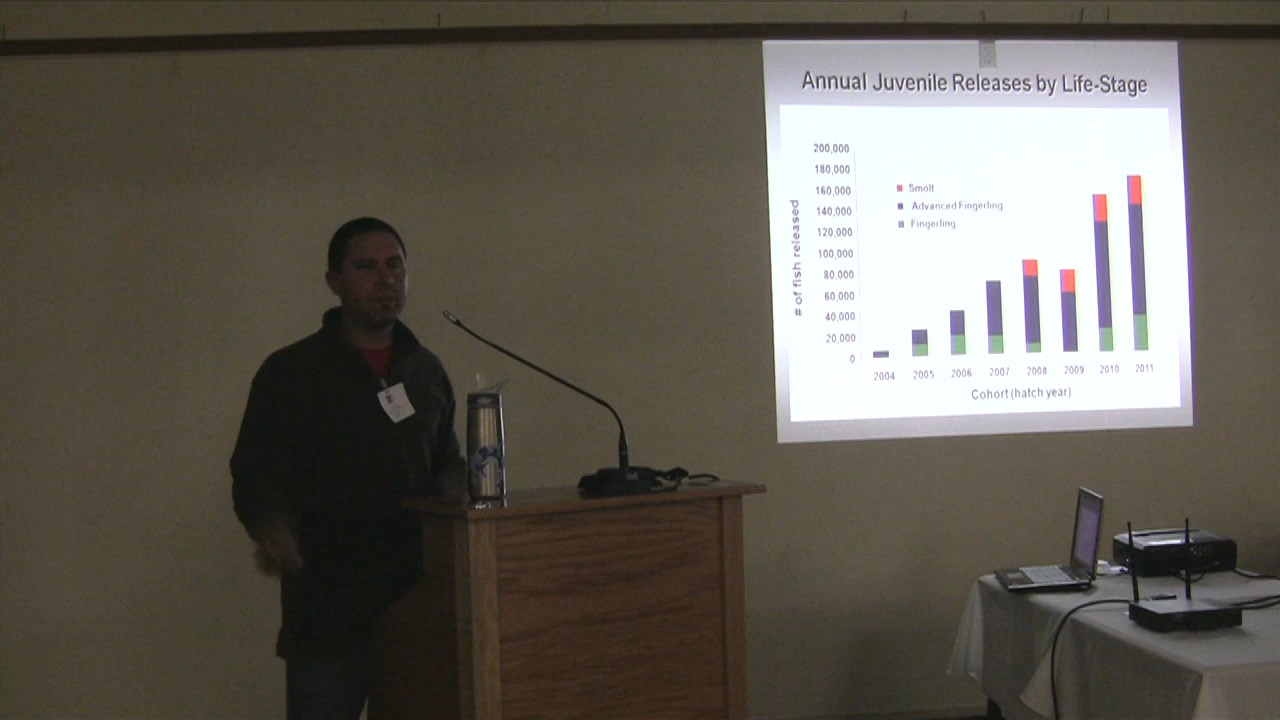 Annual Juvenile Releases by Life-Stage
200,000
180,000
160,000
140,000
120,000
100,000
80,000
60,000
40,000
20,000
0
# of fish released
Smolt
Advanced Fingerling
Fingerling
2004 2005 2006 2007 2008 2009 2010 2011
Cohort (hatch year)